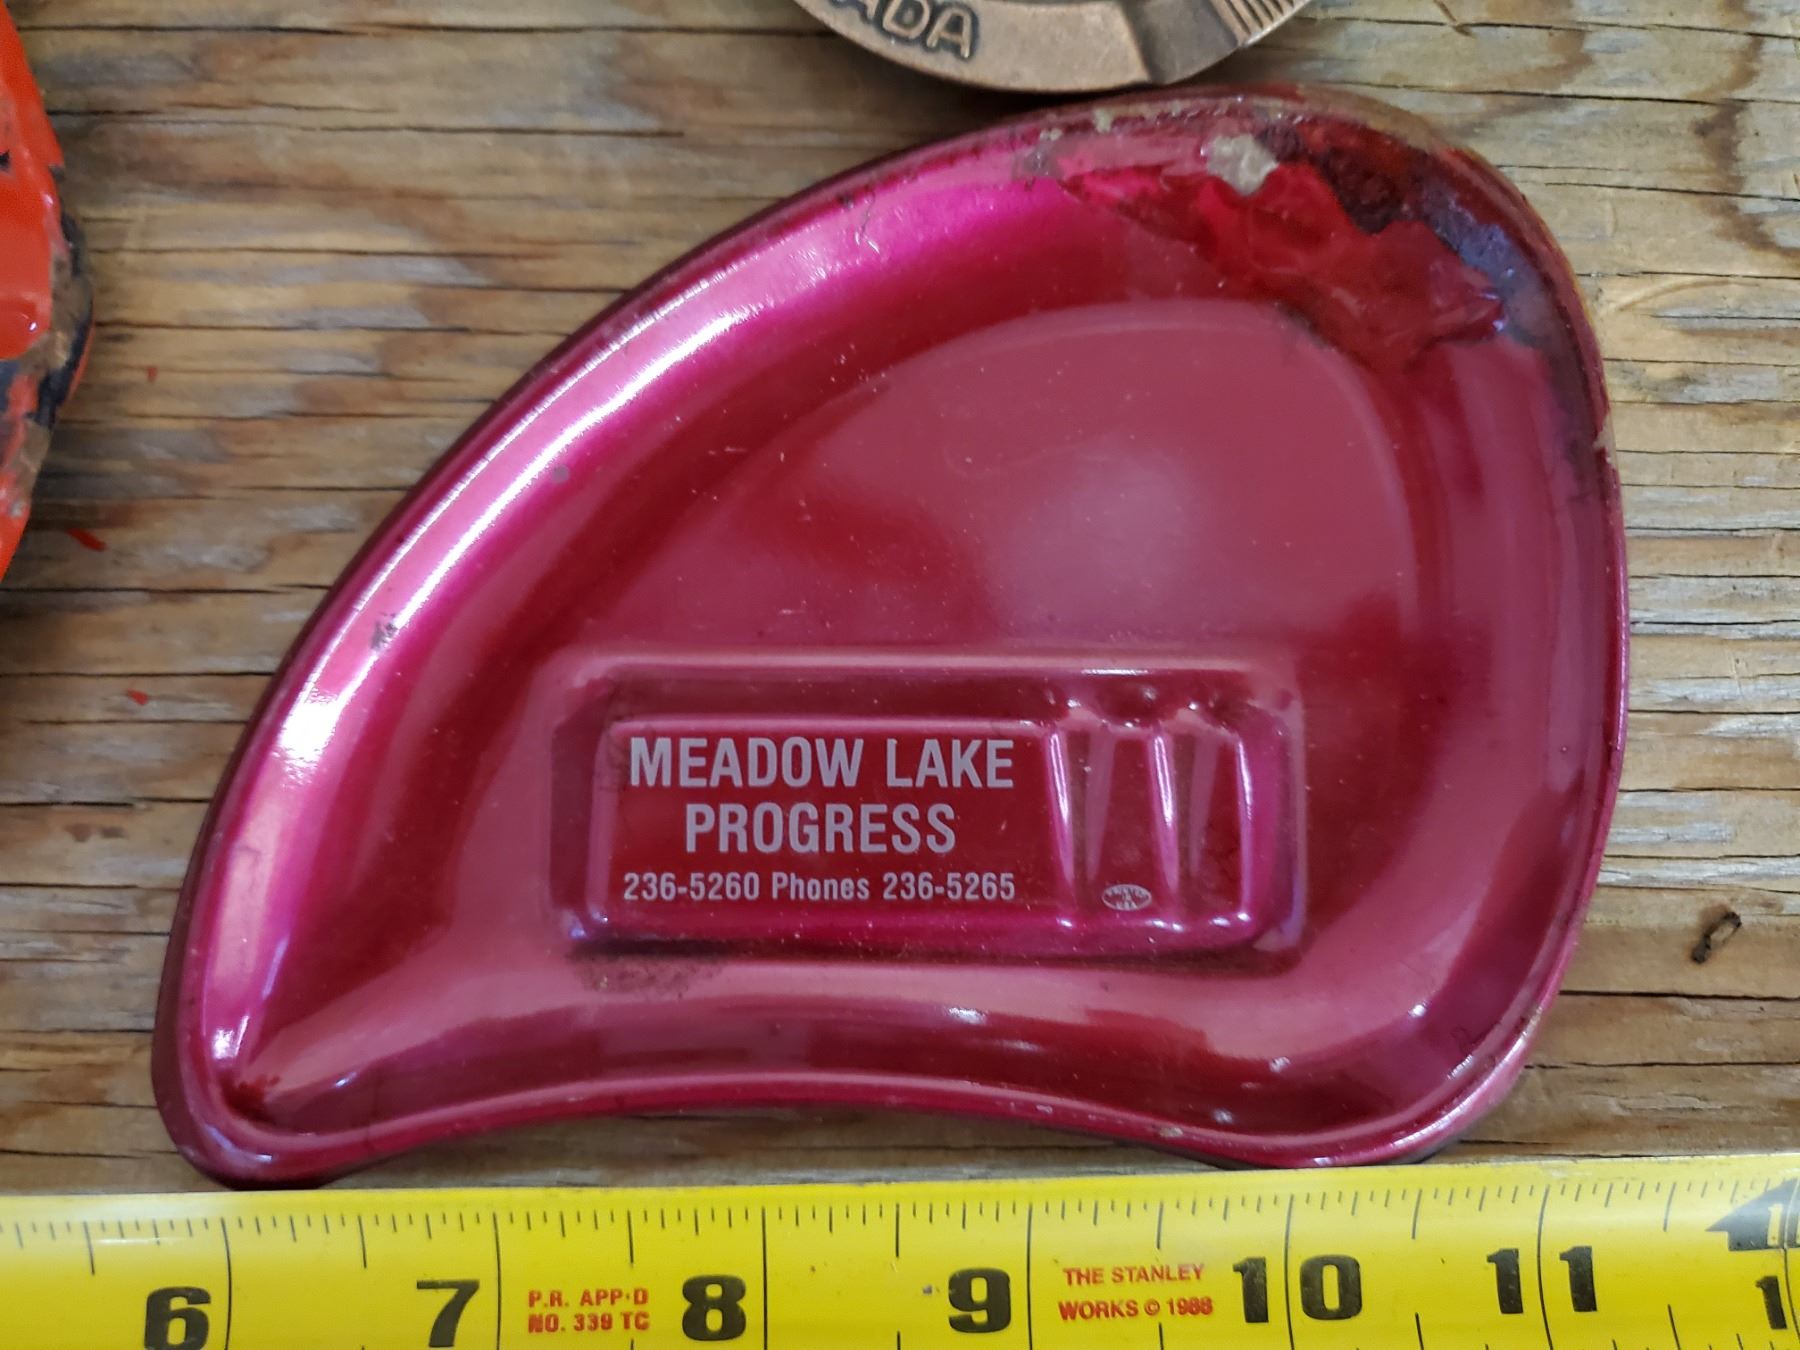 ADA
MEADOW LAKE
PROGRESS
236-5260 Phones 236-5265
6 7 8 9 10 11 1
P.R. APP·D
NO. 339 TC
THE STANLEY
WORKS © 1988